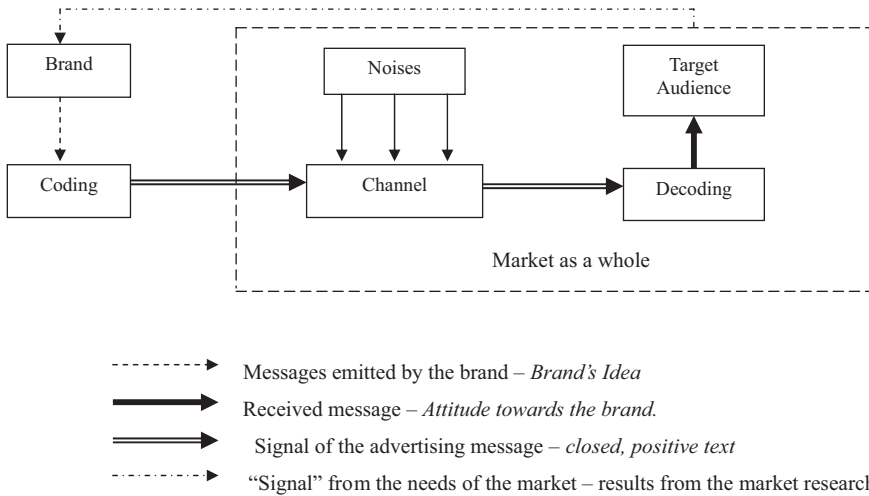 Brand
Noises
Target
Audience
Coding
Channel
Decoding
Market as a whole
Messages emitted by the brand – Brand's Idea
Received message – Attitude towards the brand.
Signal of the advertising message – closed, positive text
“Signal” from the needs of the market – results from the market research